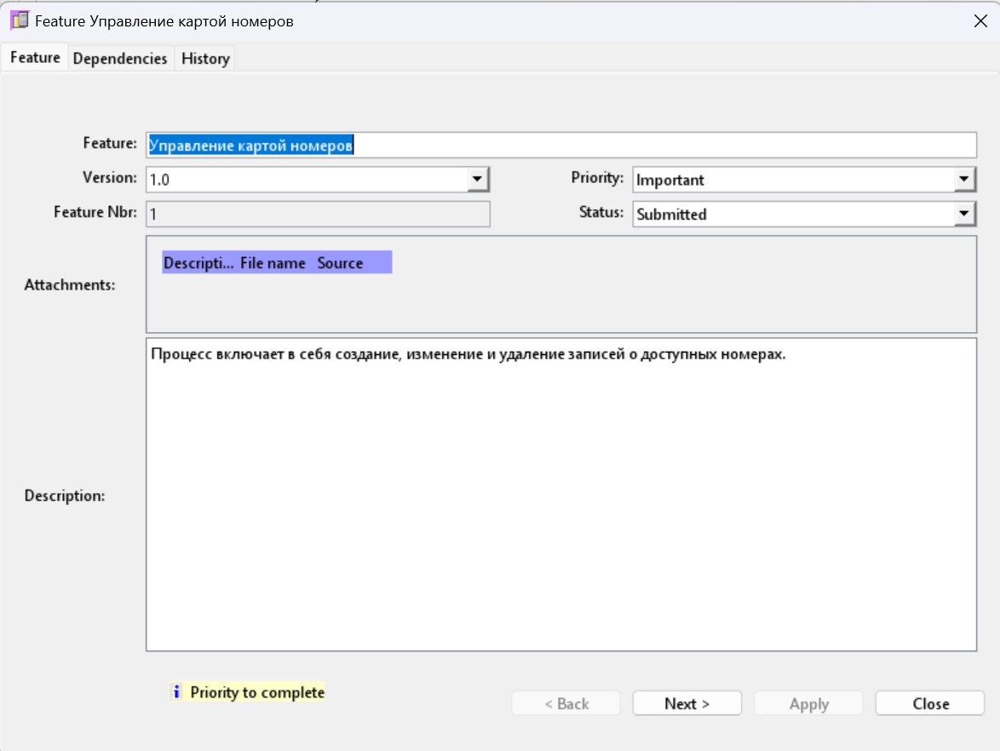 Feature Управление картой номеров
Feature Dependencies History
Feature: Управление картой номеров
Version: 1.0 Priority: Important
Feature Nbr: 1 Status: Submitted
Attachments:
Descripti... File name Source
Процесс включает в себя создание, изменение и удаление записей о доступных номерах.
Description:
i Priority to complete
< Back Next > Apply Close